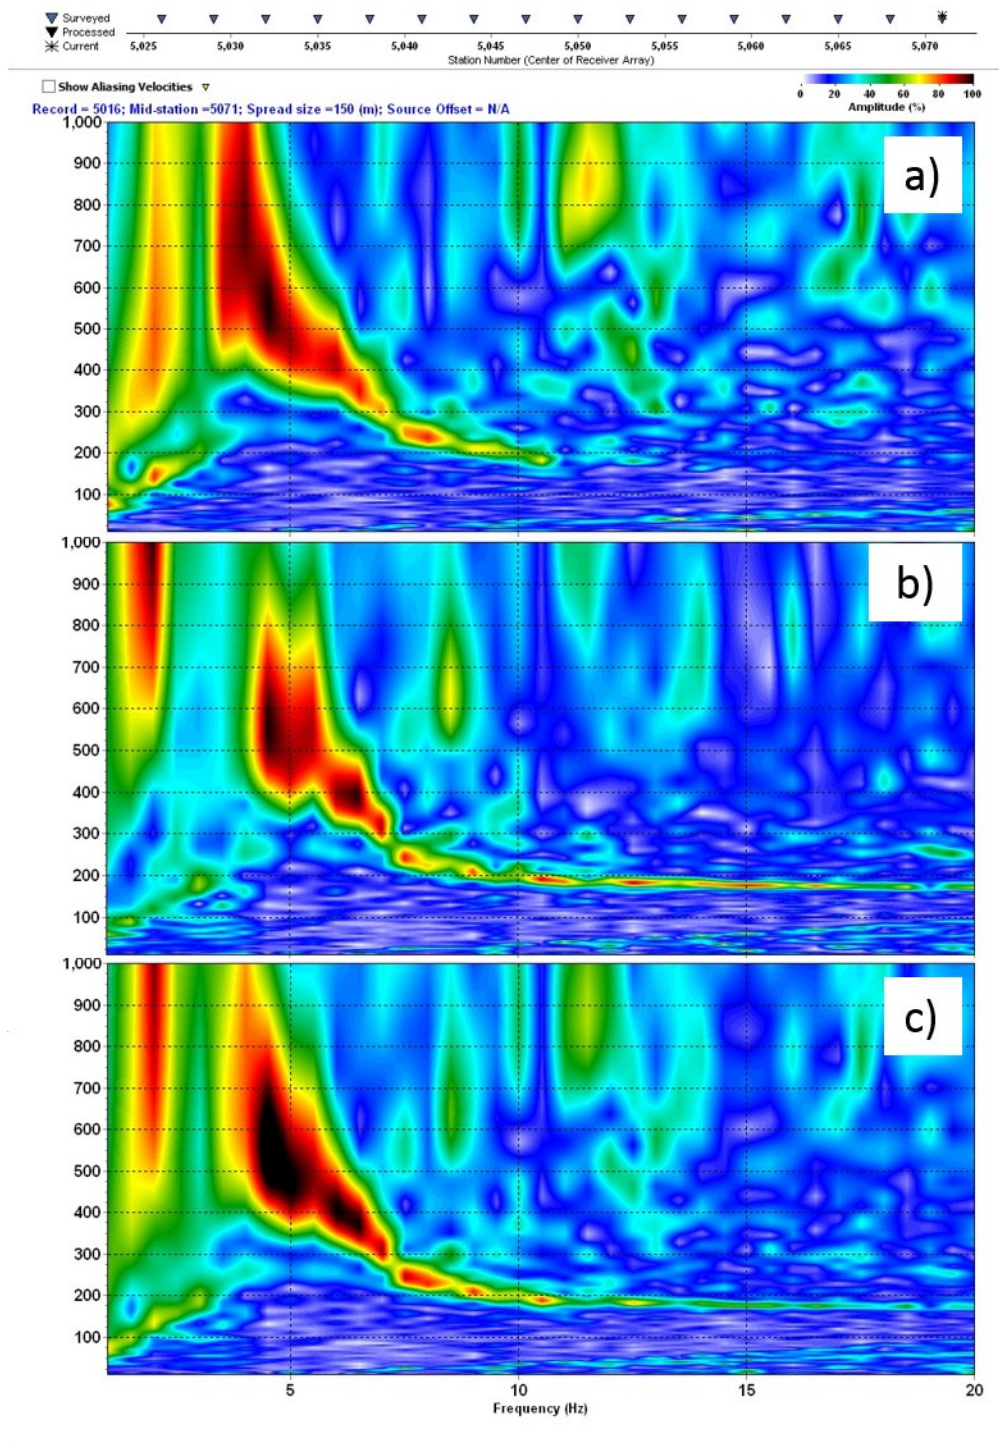 Surveyed
Processed
Current
5,025 5,030 5,035 5,040 5,045 5,050 5,055 5,060 5,065 5,070
Station Number (Center of Receiver Array)
Show Aliasing Velocities
0 20 40 60 80 100
Amplitude (%)
Record = 5016; Mid-station =5071; Spread size =150 (m); Source Offset = N/A
1,000
a)
900
800
700
600
500
400
300
200
100
1,000
b)
900
800
700
600
500
400
300
200
100
1,000
c)
900
800
700
600
500
400
300
200
100
5 10 15 20
Frequency (Hz)